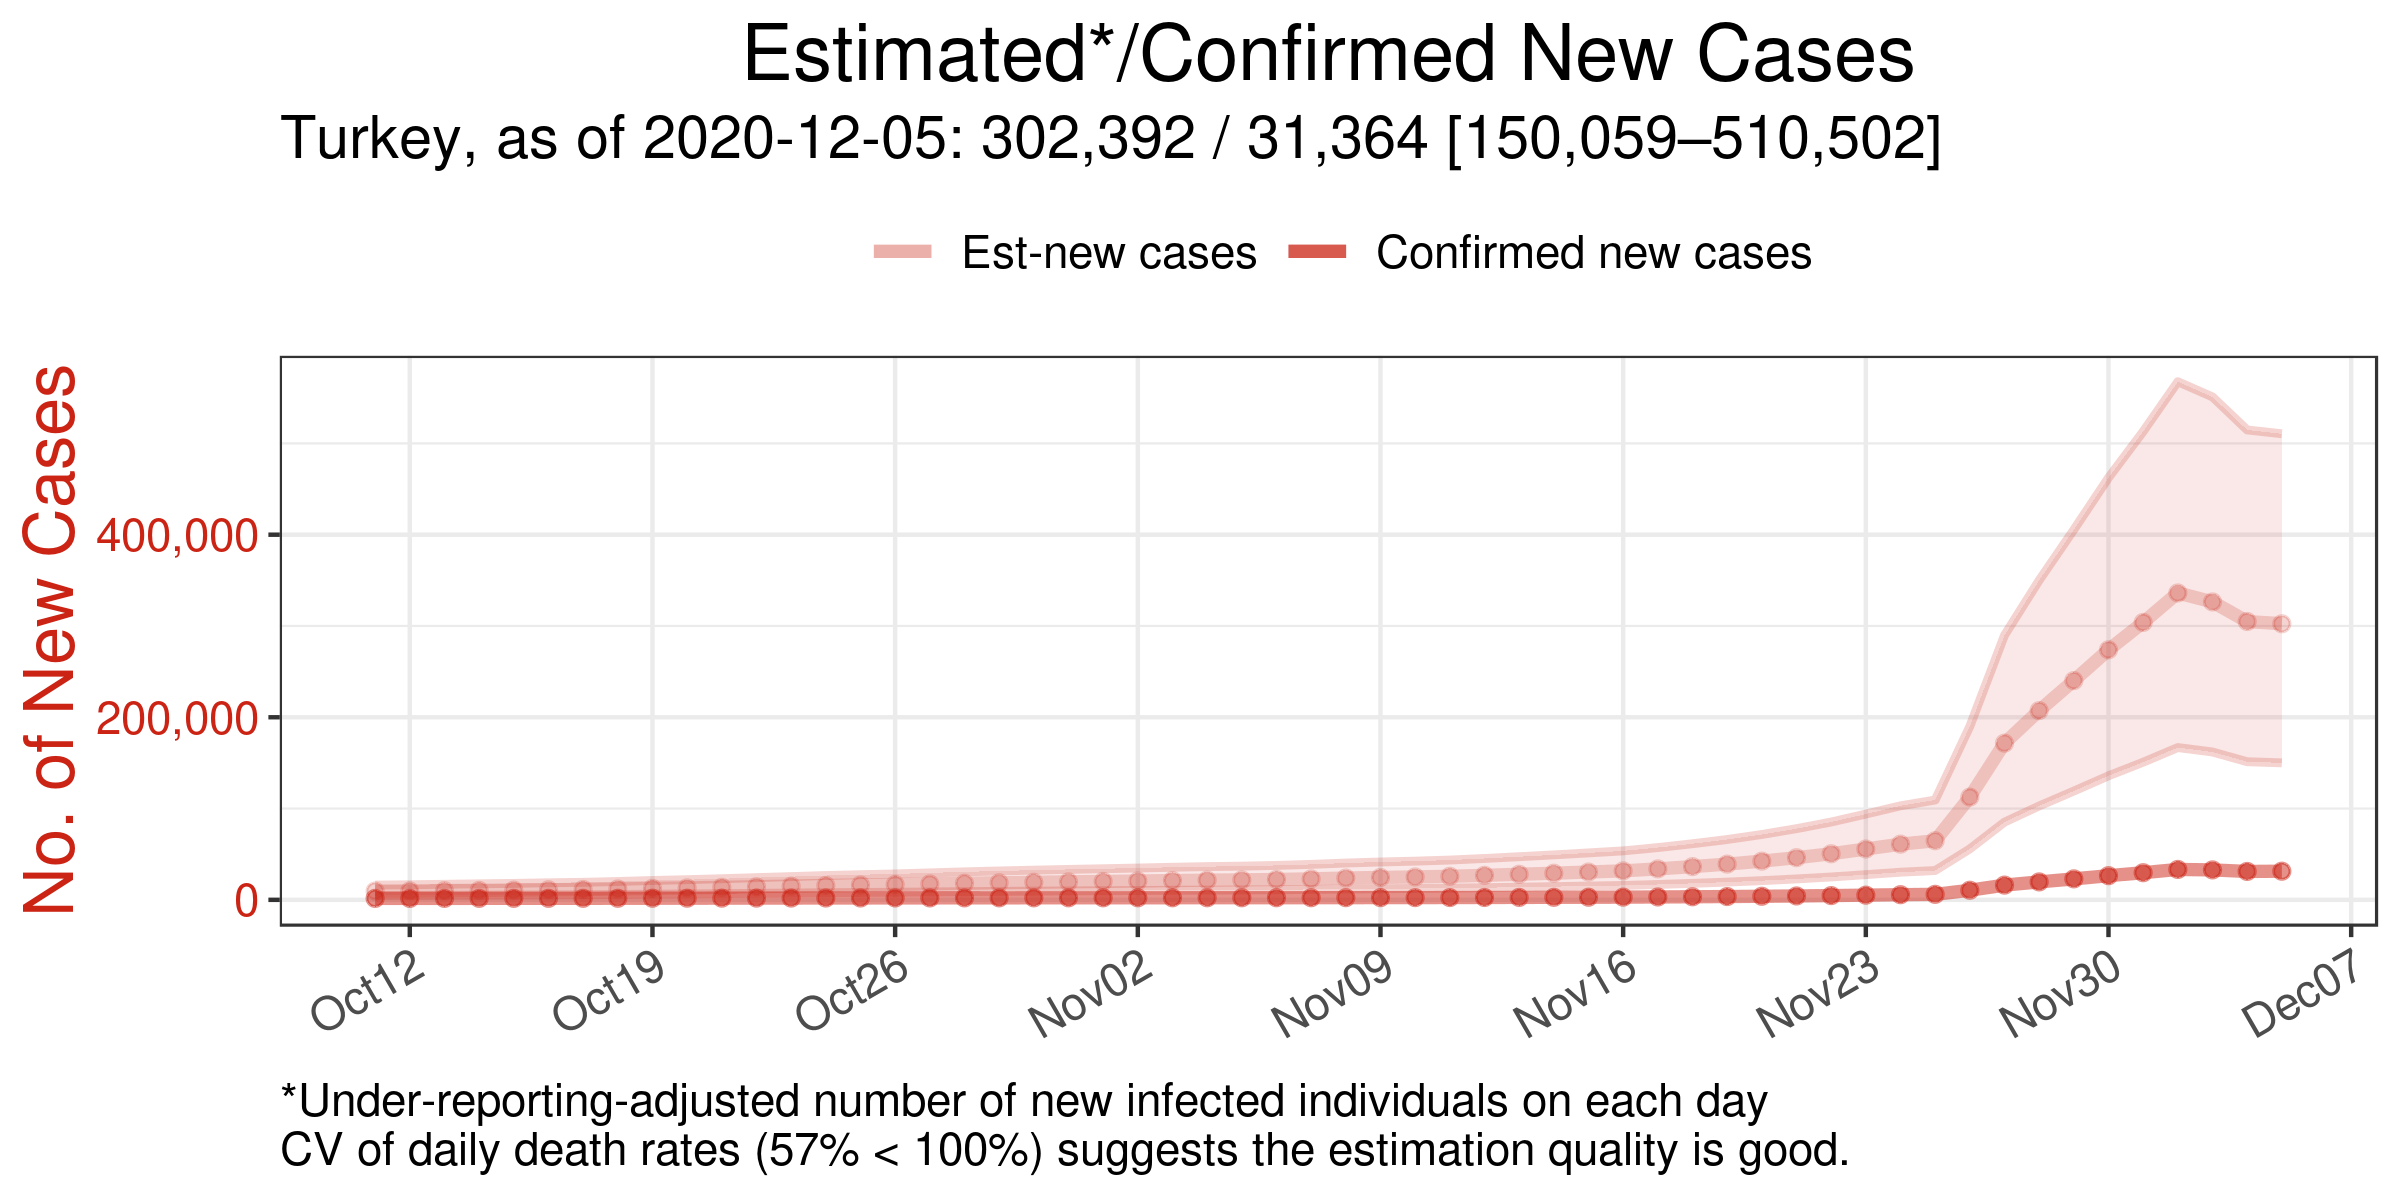 Estimated*/Confirmed New Cases
Turkey, as of 2020-12-05: 302,392 / 31,364 [150,059–510,502]
Est-new cases
Confirmed new cases
No. of New Cases
400,000
200,000
0
Oct12
Oct19
Oct26
Nov02
Nov09
Nov16
Nov23
Nov30
Dec07
*Under-reporting-adjusted number of new infected individuals on each day
CV of daily death rates (57% < 100%) suggests the estimation quality is good.